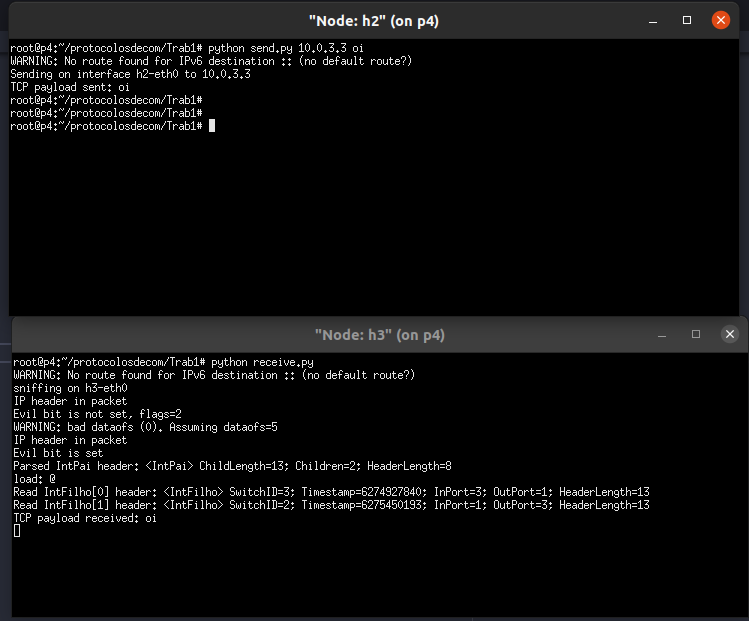 "Node: h2" (on p4)
root@p4:~/protocolosdecom/Trab1# python send.py 10.0.3.3 oi
WARNING: No route found for IPv6 destination :: (no default route?)
Sending on interface h2-eth0 to 10.0.3.3
TCP payload sent: oi
root@p4:~/protocolosdecom/Trab1#
root@p4:~/protocolosdecom/Trab1#
root@p4:~/protocolosdecom/Trab1#
"Node: h3" (on p4)
root@p4:~/protocolosdecom/Trab1# python receive.py
WARNING: No route found for IPv6 destination :: (no default route?)
sniffing on h3-eth0
IP header in packet
Evil bit is not set, flags=2
WARNING: bad dataofs (0). Assuming dataofs=5
IP header in packet
Evil bit is set
Parsed IntPai header: <IntPai> ChildLength=13; Children=2; HeaderLength=8
load: @
Read IntFilho[0] header: <IntFilho> SwitchID=3; Timestamp=6274927840; InPort=3; OutPort=1; HeaderLength=13
Read IntFilho[1] header: <IntFilho> SwitchID=2; Timestamp=6275450193; InPort=1; OutPort=3; HeaderLength=13
TCP payload received: oi